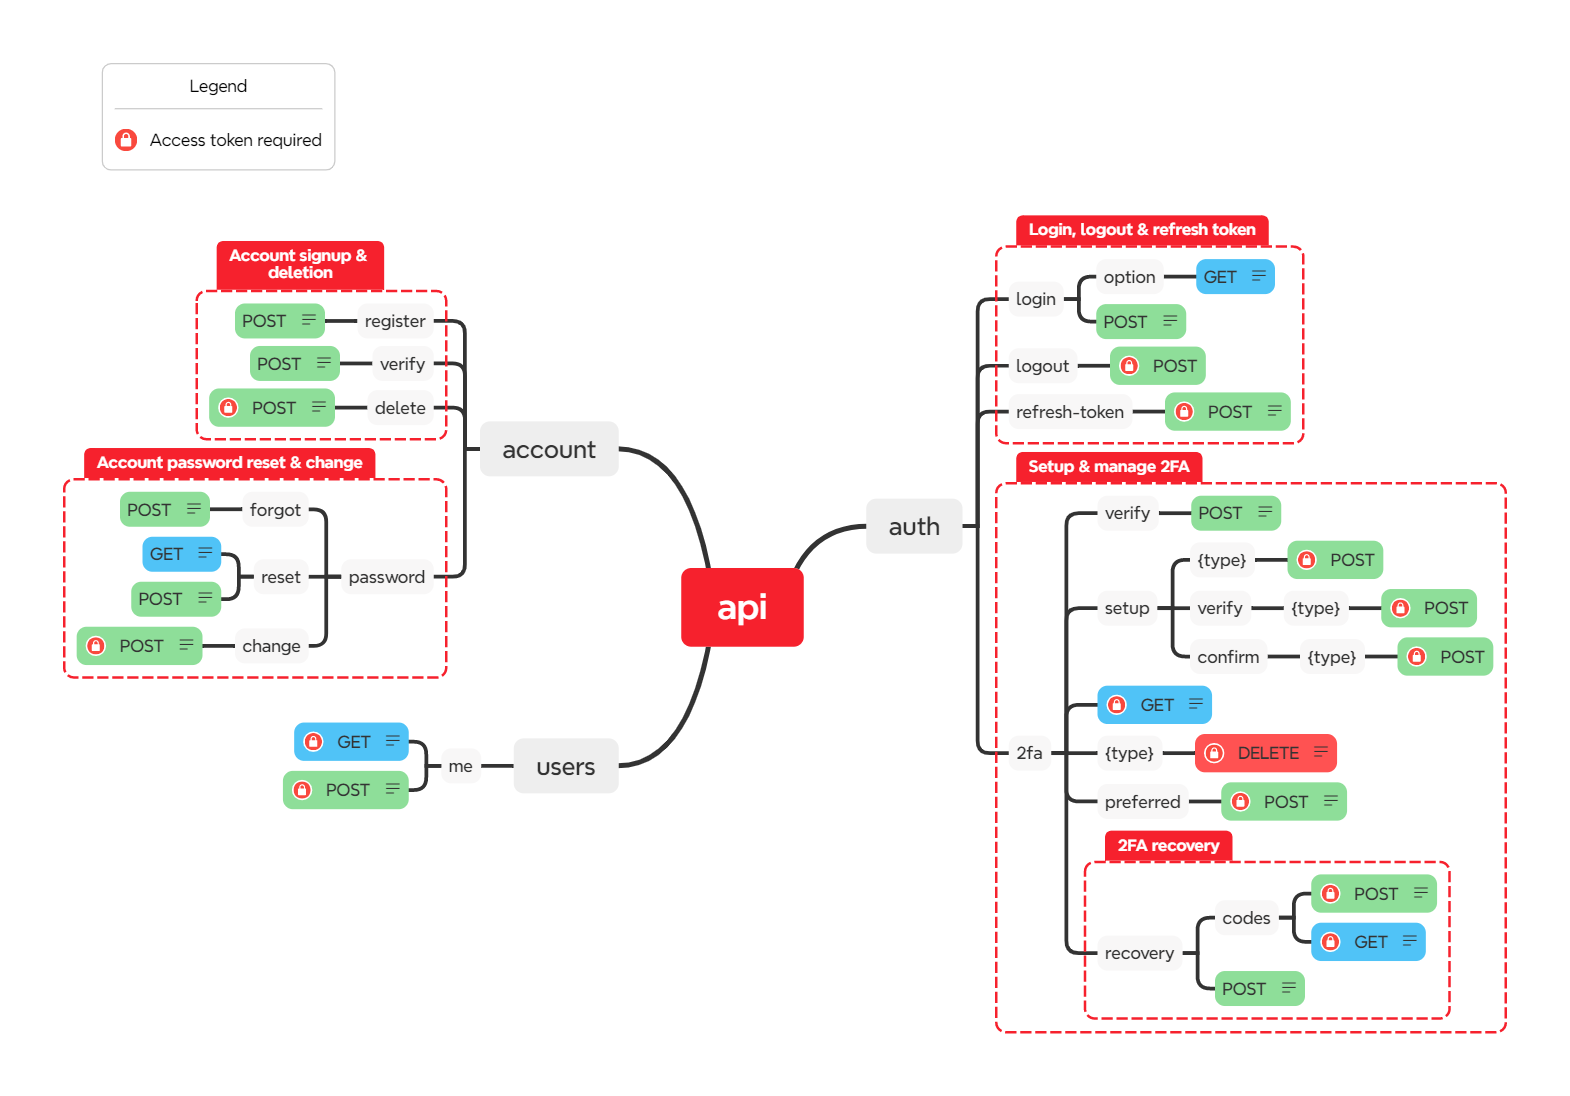 Legend
Access token required
Account signup &
deletion
POST register
POST verify
POST delete
Account password reset & change
POST forgot
GET
reset
POST
password
POST change
account
GET
me
POST
users
api
auth
Login, logout & refresh token
login
option GET
POST
logout POST
refresh-token POST
Setup & manage 2FA
2fa
verify POST
setup
{type} POST
verify {type} POST
confirm {type} POST
GET
{type} DELETE
preferred POST
2FA recovery
recovery
codes
POST
GET
POST